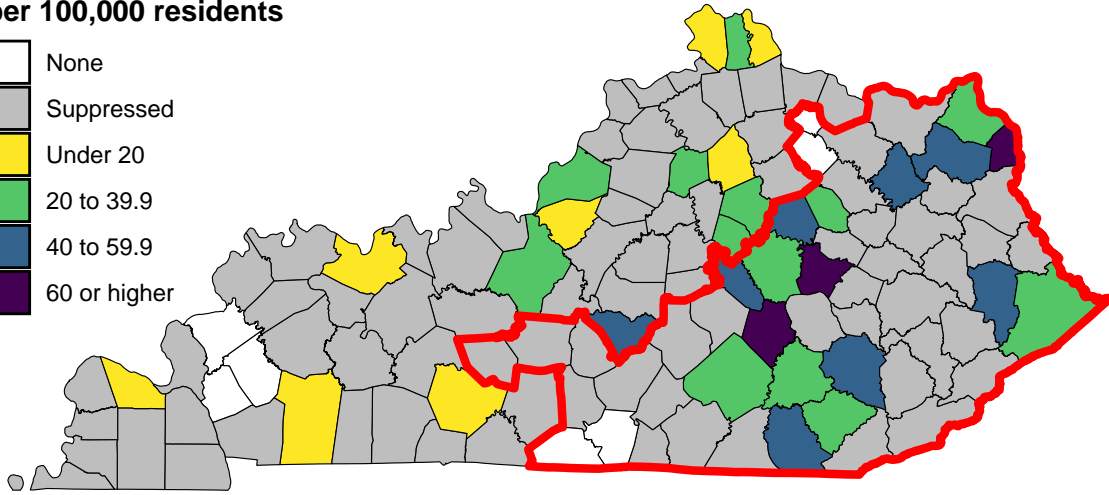 per 100,000 residents
None
Suppressed
Under 20
20 to 39.9
40 to 59.9
60 or higher